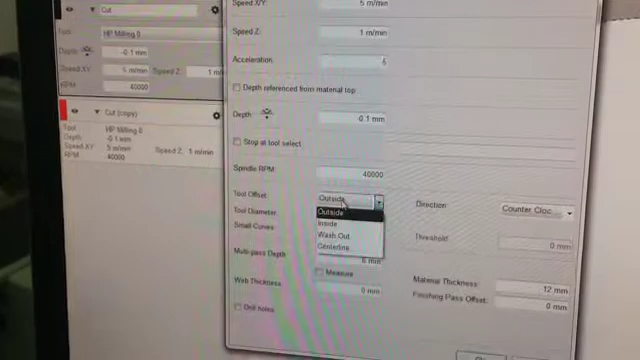 Cut
Tool: HP Milling 8
Depth -0.1 mm
Speed XY 5 m/min Speed Z: 1 m/min
RPM 40000
Cut (copy)
Tool HP Milling 8
Depth -0.1 mm
Speed XY 5 m/min Speed Z: 1 m/min
RPM 40000
Speed X/Y: 5 m/min
Speed Z: 1 m/min
Acceleration
Depth referenced from material top
Depth -0.1 mm
Stop at tool select
Spindle RPM: 40000
Tool Offset: Outside Direction: Counter Cloc...
Outside
Tool Diameter:
Inside
Small Curves:
Wash Out
Threshold: 0 mm
Centerline
Multi-pass Depth
Measure
Material Thickness: 12 mm
Web Thickness: 0 mm
Finishing Pass Offset: 0 mm
Drill holes